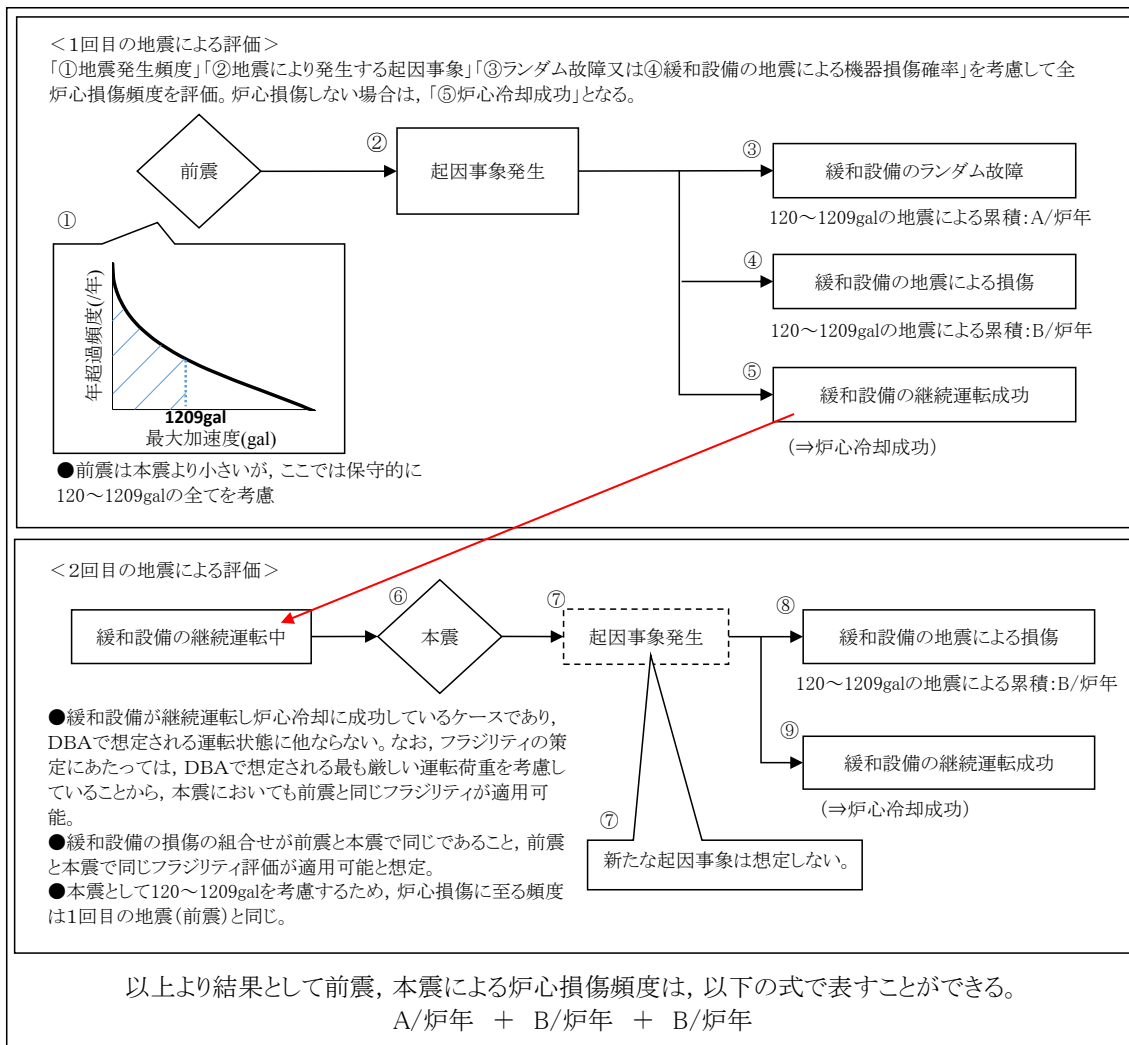 ＜1回目の地震による評価＞
「①地震発生頻度」「②地震により発生する起因事象」「③ランダム故障又は④緩和設備の地震による機器損傷確率」を考慮して全
炉心損傷頻度を評価。炉心損傷しない場合は，「⑤炉心冷却成功」となる。
前震
②
起因事象発生
③
緩和設備のランダム故障
120～1209galの地震による累積：A/炉年
①
④
緩和設備の地震による損傷
120～1209galの地震による累積：B/炉年
年超過頻度(/年)
1209gal
最大加速度(gal)
⑤
緩和設備の継続運転成功
(⇒炉心冷却成功)
●前震は本震より小さいが，ここでは保守的に
120～1209galの全てを考慮
＜2回目の地震による評価＞
緩和設備の継続運転中
⑥
本震
⑦
起因事象発生
⑧
緩和設備の地震による損傷
120～1209galの地震による累積：B/炉年
⑨
緩和設備の継続運転成功
(⇒炉心冷却成功)
⑦
新たな起因事象は想定しない。
●緩和設備が継続運転し炉心冷却に成功しているケースであり，
DBAで想定される運転状態に他ならない。なお，フラジリティの策
定にあたっては，DBAで想定される最も厳しい運転荷重を考慮し
ていることから，本震においても前震と同じフラジリティが適用可
能。
●緩和設備の損傷の組合せが前震と本震で同じであること，前震
と本震で同じフラジリティ評価が適用可能と想定。
●本震として120～1209galを考慮するため，炉心損傷に至る頻度
は1回目の地震（前震）と同じ。
以上より結果として前震，本震による炉心損傷頻度は，以下の式で表すことができる。
A/炉年 ＋ B/炉年 ＋ B/炉年